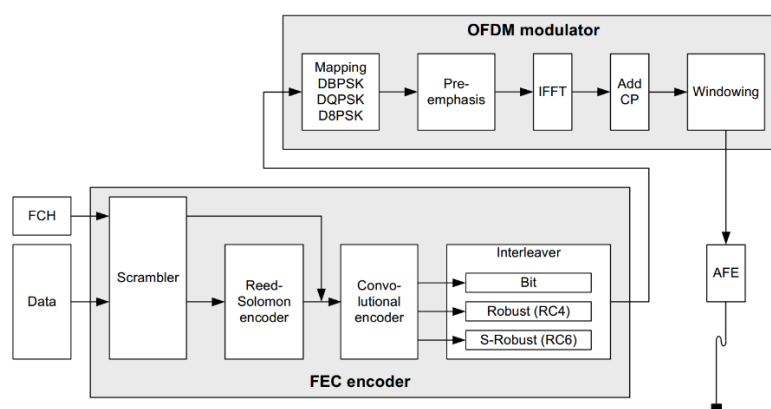 OFDM modulator
Mapping
DBPSK
DQPSK
D8PSK
Pre-
emphasis
IFFT
Add
CP
Windowing
FCH
Data
Scrambler
Reed-
Solomon
encoder
Convo-
lutional
encoder
Interleaver
Bit
Robust (RC4)
S-Robust (RC6)
FEC encoder
AFE